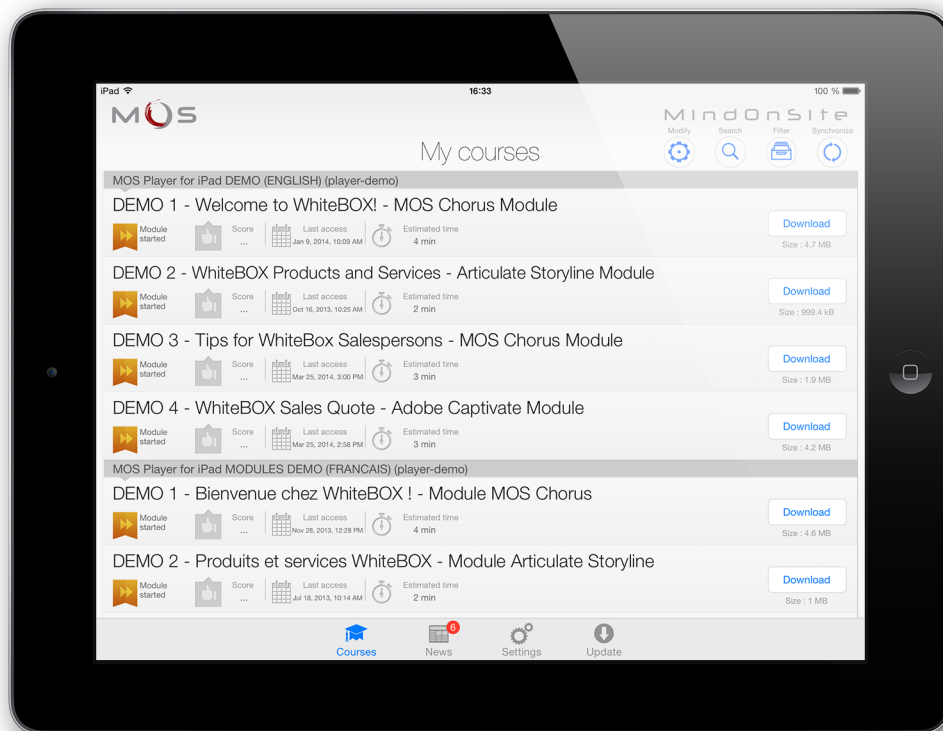 iPad 16:33 100 %
MOS MindOnSite
Modify Search Filter Synchronize
My courses
MOS Player for iPad DEMO (ENGLISH) (player-demo)
DEMO 1 - Welcome to WhiteBOX! - MOS Chorus Module
Module started Score ... Last access Jan 9, 2014, 10:09 AM Estimated time 4 min
Download
Size : 4.7 MB
DEMO 2 - WhiteBOX Products and Services - Articulate Storyline Module
Module started Score ... Last access Oct 16, 2013, 10:25 AM Estimated time 2 min
Download
Size : 999.4 kB
DEMO 3 - Tips for WhiteBox Salespersons - MOS Chorus Module
Module started Score ... Last access Mar 25, 2014, 3:00 PM Estimated time 3 min
Download
Size : 1.9 MB
DEMO 4 - WhiteBOX Sales Quote - Adobe Captivate Module
Module started Score ... Last access Mar 25, 2014, 2:58 PM Estimated time 3 min
Download
Size : 4.2 MB
MOS Player for iPad MODULES DEMO (FRANCAIS) (player-demo)
DEMO 1 - Bienvenue chez WhiteBOX ! - Module MOS Chorus
Module started Score ... Last access Nov 28, 2013, 12:28 PM Estimated time 4 min
Download
Size : 4.6 MB
DEMO 2 - Produits et services WhiteBOX - Module Articulate Storyline
Module started Score ... Last access Jul 18, 2013, 10:14 AM Estimated time 2 min
Download
Size : 1 MB
6
Courses News Settings Update